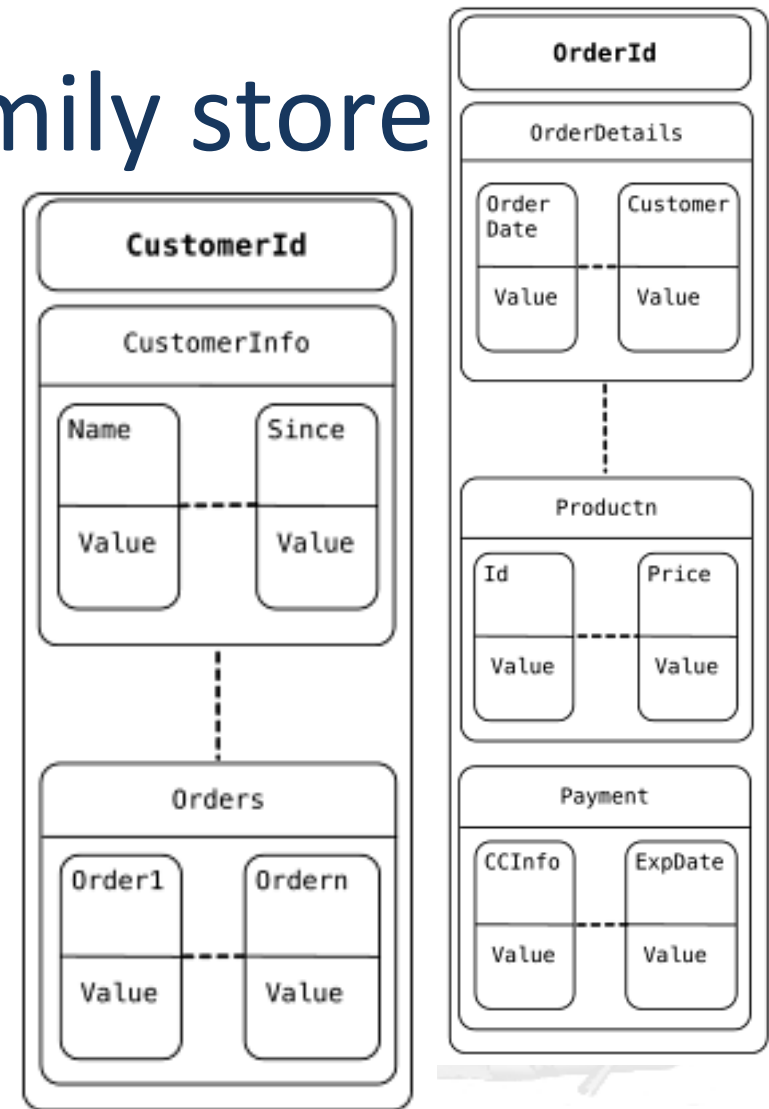 mily store
CustomerId
CustomerInfo
Name Since
Value Value
Orders
Order1 Ordern
Value Value
OrderId
OrderDetails
Order Customer
Date
Value Value
Productn
Id Price
Value Value
Payment
CCInfo ExpDate
Value Value